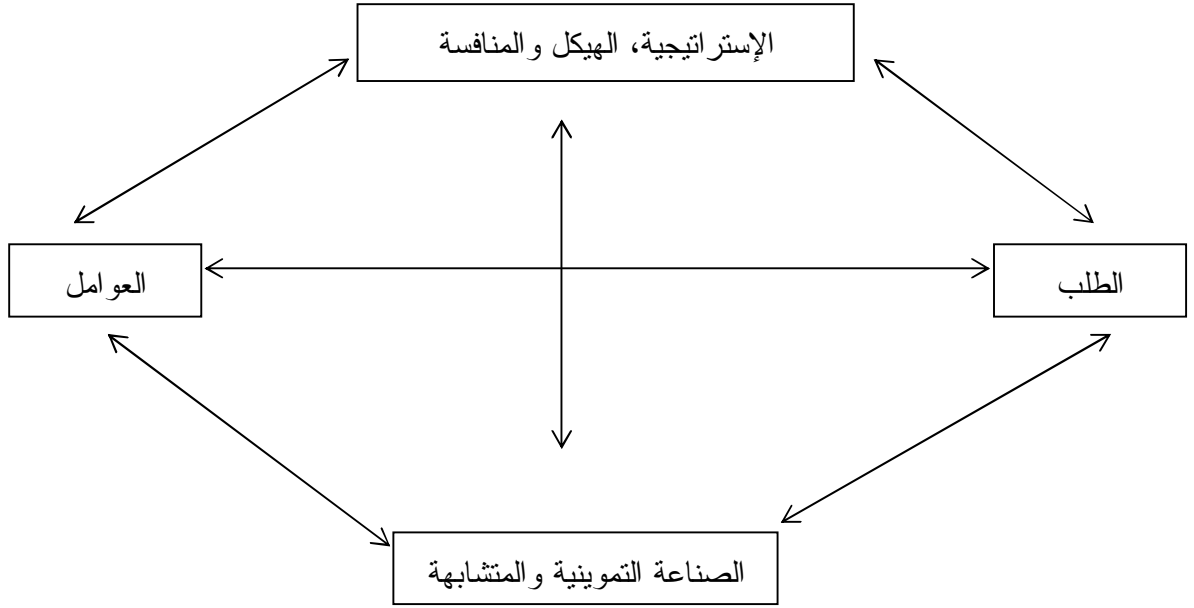 الإستراتيجية، الهيكل والمنافسة
الطلب
العوامل
الصناعة التموينية والمتشابهة